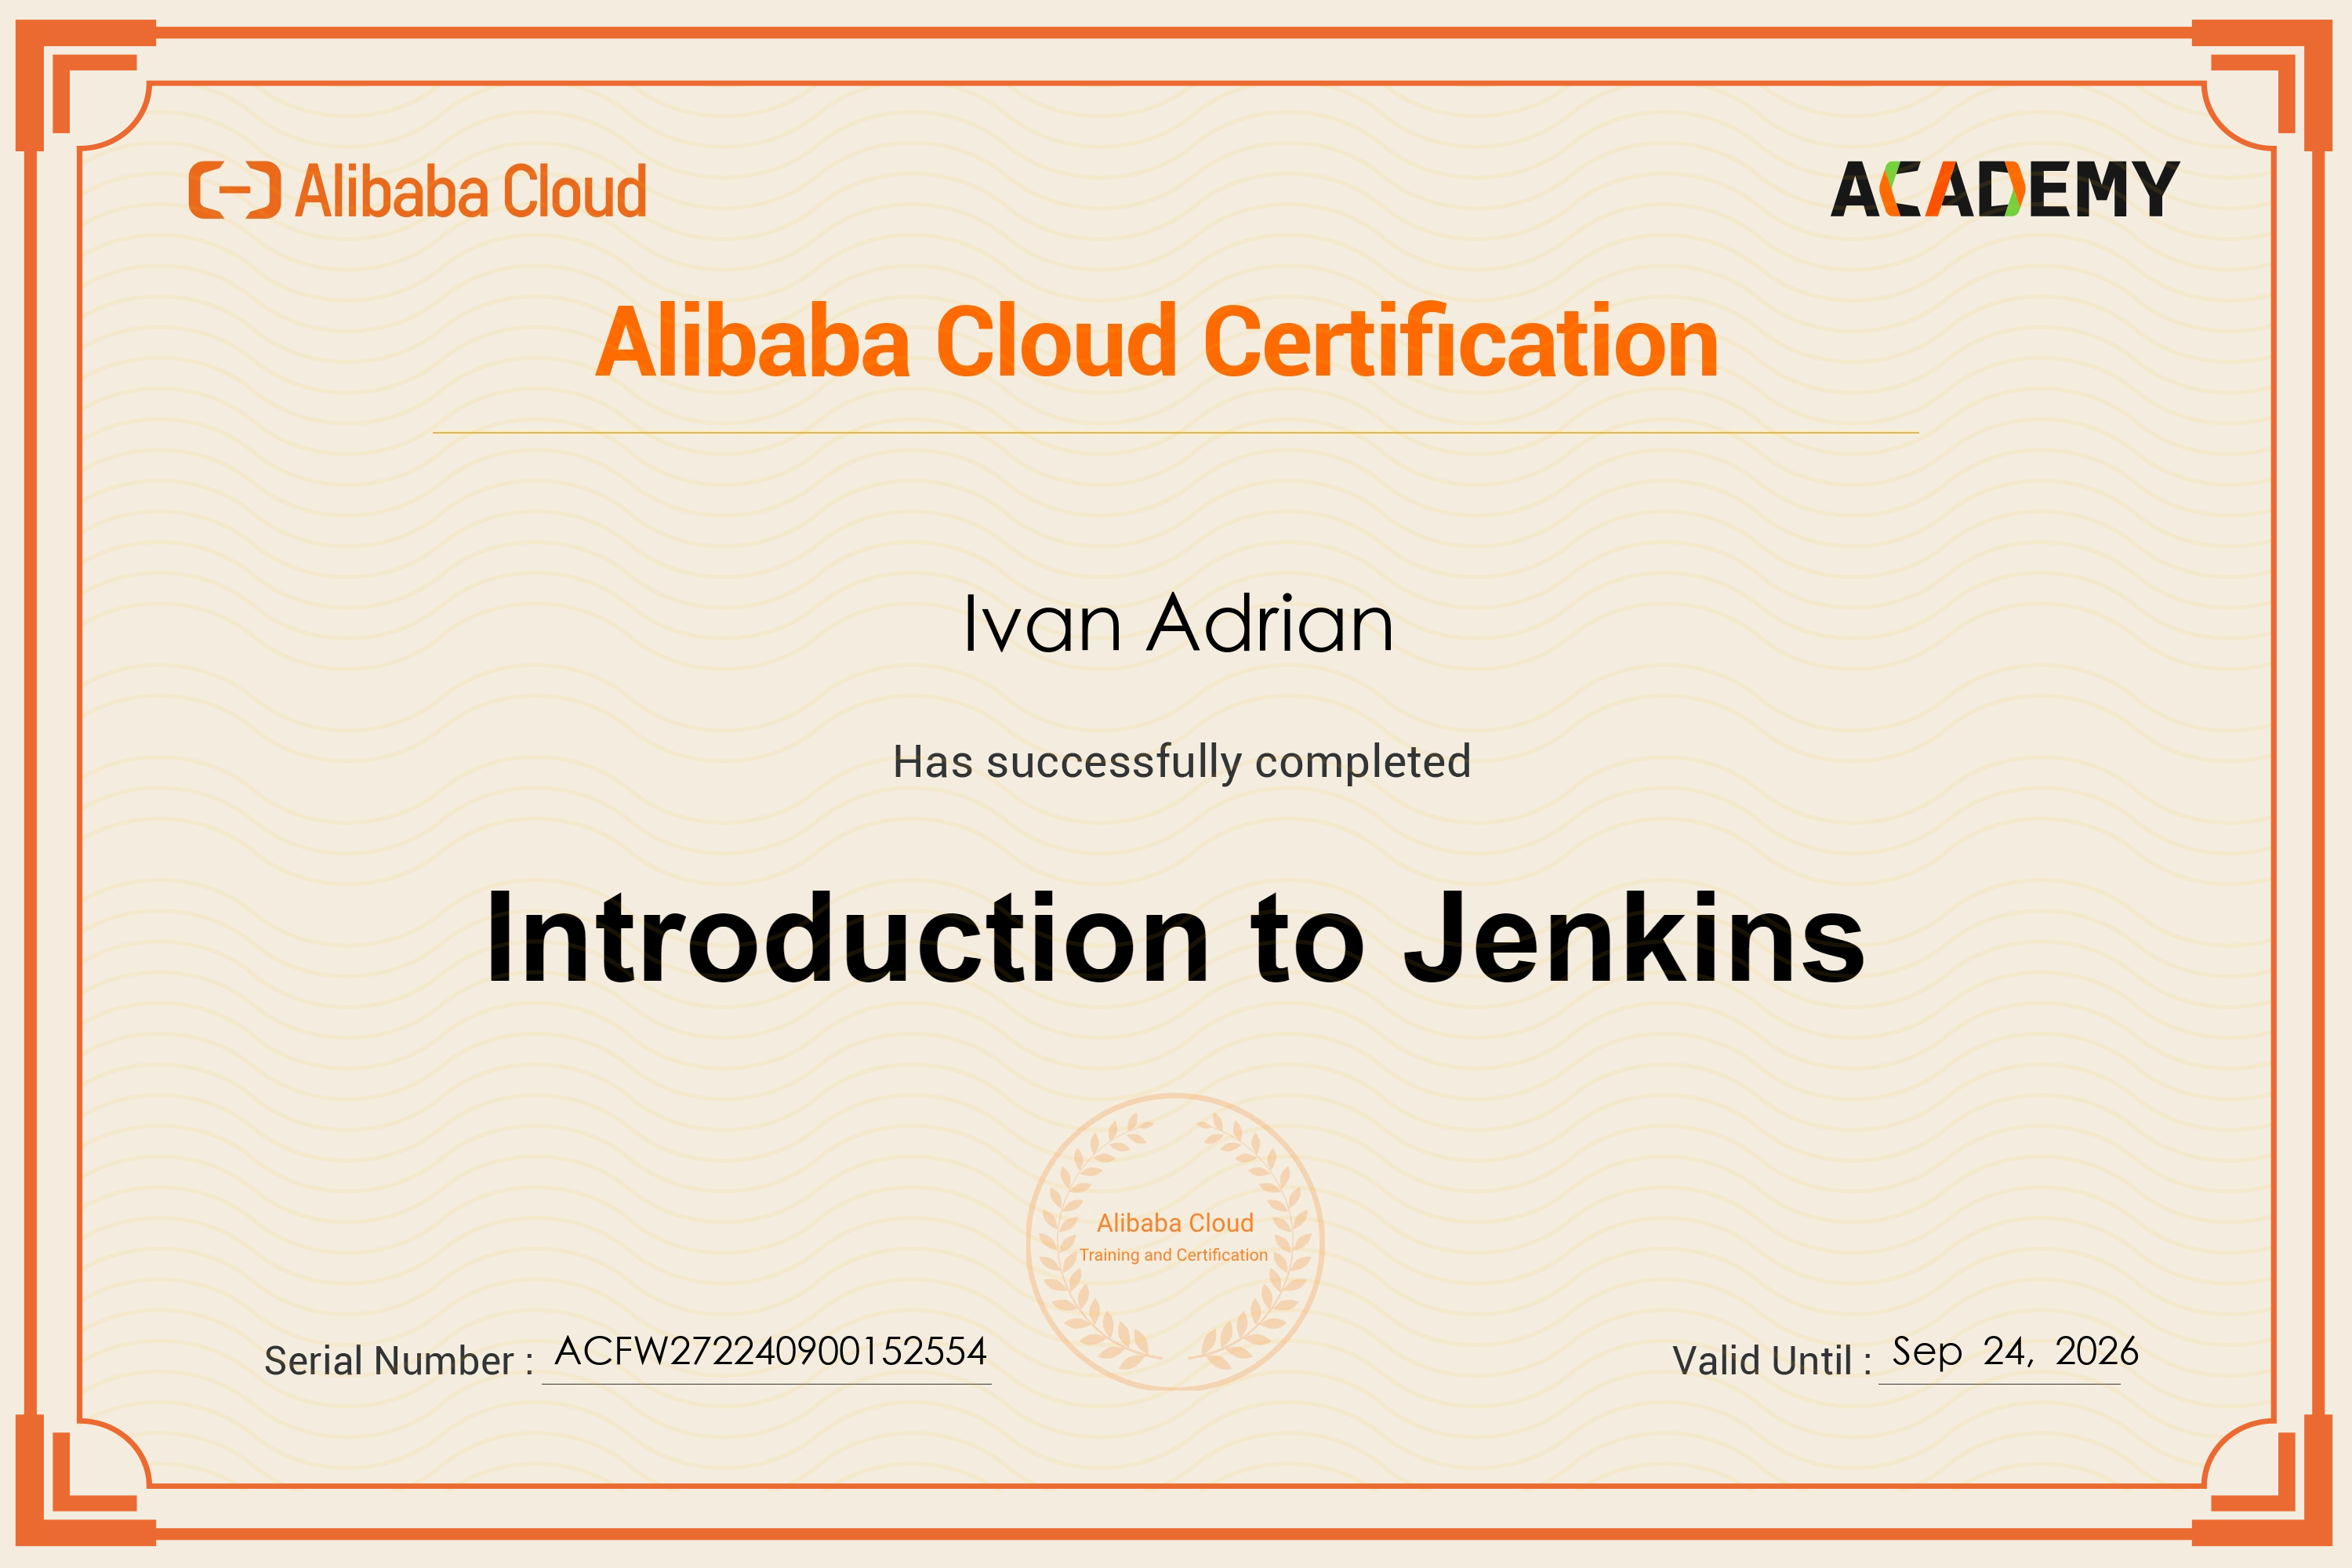 Alibaba Cloud
ACADEMY
Alibaba Cloud Certification
Ivan Adrian
Has successfully completed
Introduction to Jenkins
Alibaba Cloud
Training and Certification
Serial Number : ACFW272240900152554
Valid Until : Sep 24, 2026